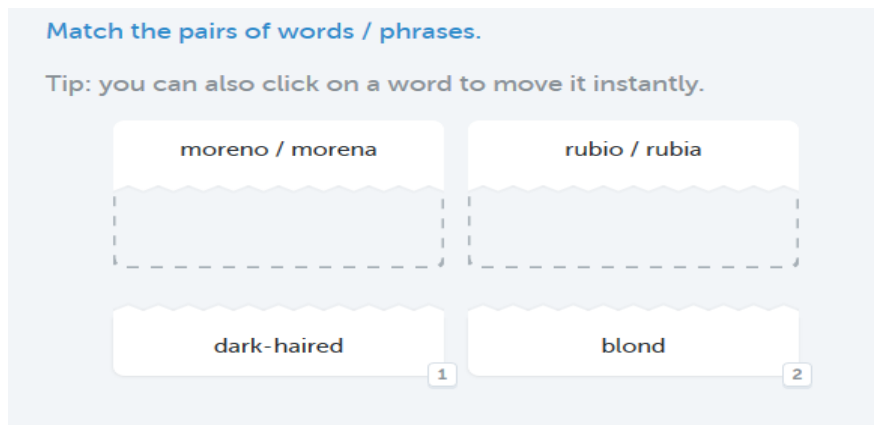 Match the pairs of words / phrases.
Tip: you can also click on a word to move it instantly.
moreno / morena
rubio / rubia
dark-haired
1
blond
2